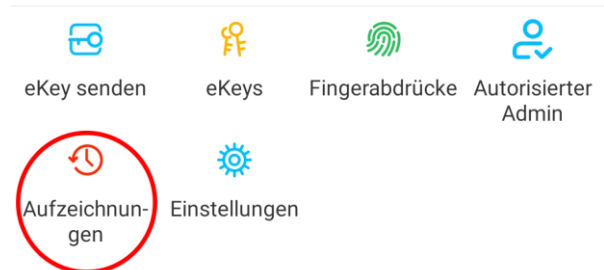 eKey senden eKeys Fingerabdrücke Autorisierter
Admin
Aufzeichnun- Einstellungen
gen